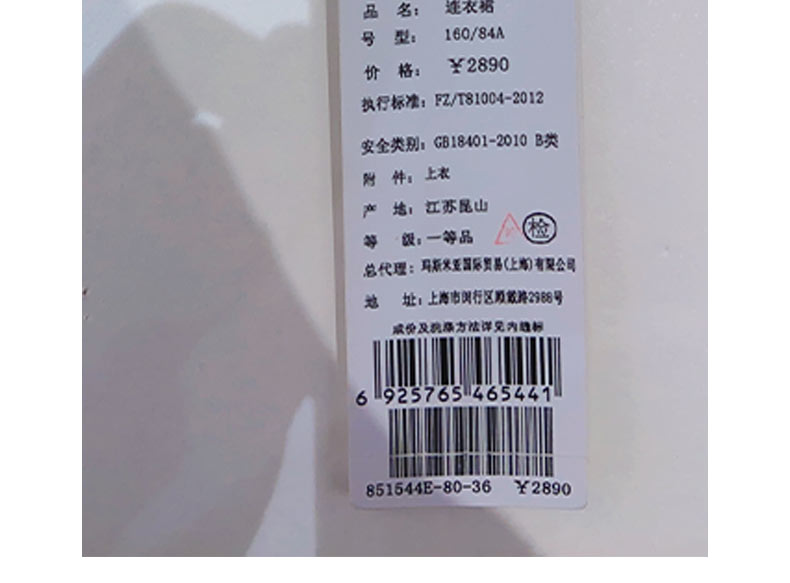 品 名: 连衣裙
号 型: 160/84A
价 格: ￥2890
执行标准: FZ/T81004-2012
安全类别: GB18401-2010 B类
附 件: 上衣
产 地: 江苏昆山
等 级: 一等品 检
总代理: 玛斯米亚国际贸易(上海)有限公司
地 址: 上海市闵行区顾戴路2988号
成份及洗涤方法详见内缝标
6 925765 465441
851544E-80-36 ￥2890